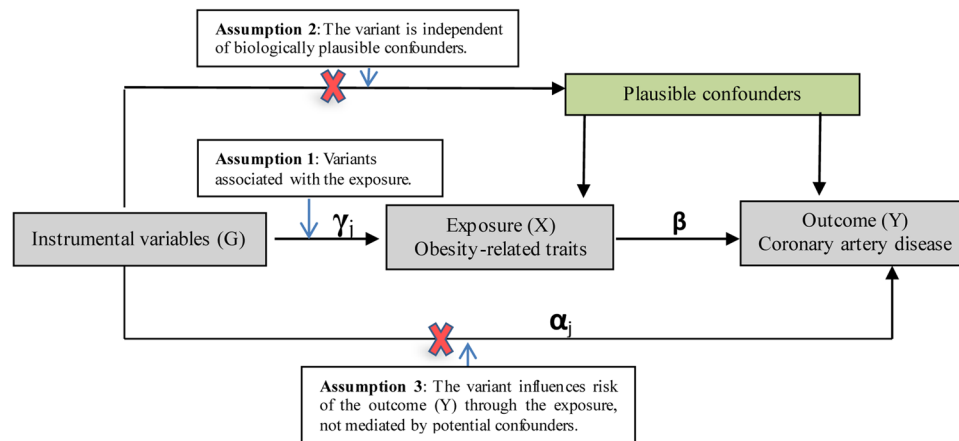 Assumption 2: The variant is independent
of biologically plausible confounders.
Plausible confounders
Assumption 1: Variants
associated with the exposure.
Instrumental variables (G)
γj
Exposure (X)
Obesity-related traits
β
Outcome (Y)
Coronary artery disease
αj
Assumption 3: The variant influences risk
of the outcome (Y) through the exposure,
not mediated by potential confounders.